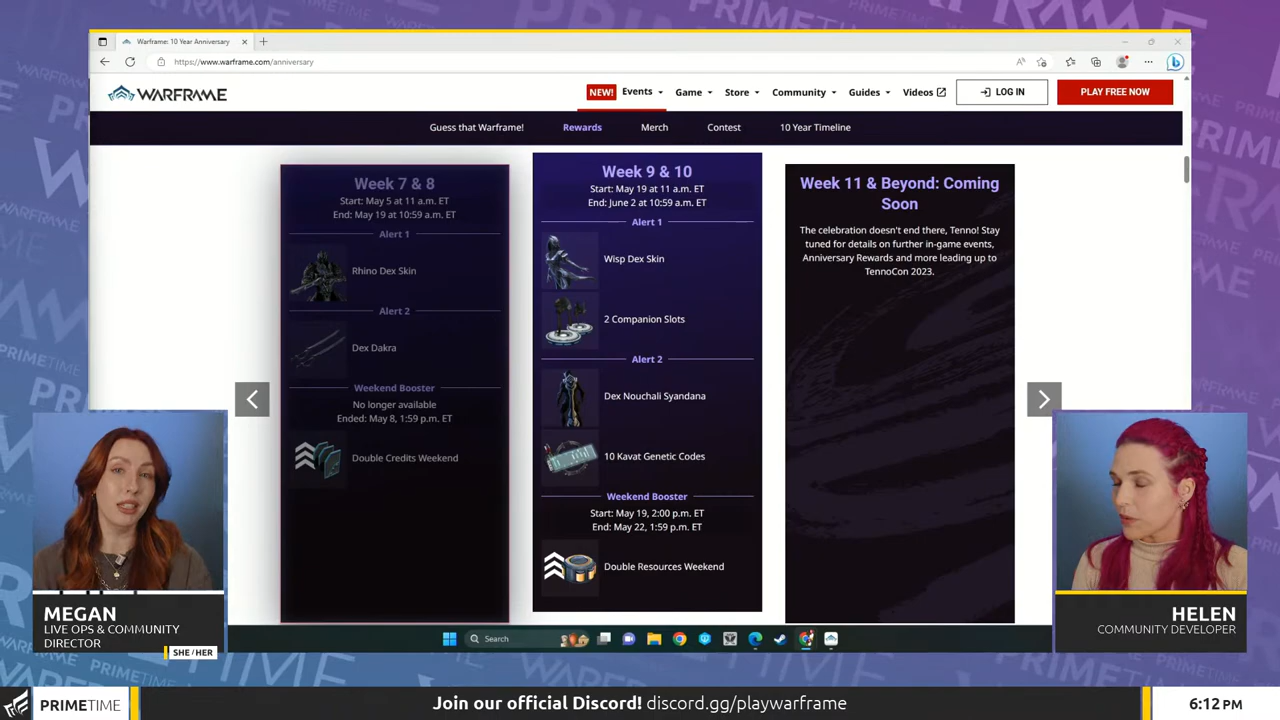 Warframe: 10 Year Anniversary
https://www.warframe.com/anniversary
WARFRAME
NEW! Events Game Store Community Guides Videos LOG IN PLAY FREE NOW
Guess that Warframe! Rewards Merch Contest 10 Year Timeline
Week 7 & 8
Start: May 5 at 11 a.m. ET
End: May 19 at 10:59 a.m. ET
Alert 1
Rhino Dex Skin
Alert 2
Dex Dakra
Weekend Booster
No longer available
Ended: May 8, 1:59 p.m. ET
Double Credits Weekend
Week 9 & 10
Start: May 19 at 11 a.m. ET
End: June 2 at 10:59 a.m. ET
Alert 1
Wisp Dex Skin
2 Companion Slots
Alert 2
Dex Nouchali Syandana
10 Kavat Genetic Codes
Weekend Booster
Start: May 19, 2:00 p.m. ET
End: May 22, 1:59 p.m. ET
Double Resources Weekend
Week 11 & Beyond: Coming
Soon
The celebration doesn't end there, Tenno! Stay
tuned for details on further in-game events,
Anniversary Rewards and more leading up to
TennoCon 2023.
Search
MEGAN
LIVE OPS & COMMUNITY
DIRECTOR
SHE/HER
HELEN
COMMUNITY DEVELOPER
PRIMETIME
Join our official Discord! discord.gg/playwarframe
6:12 PM